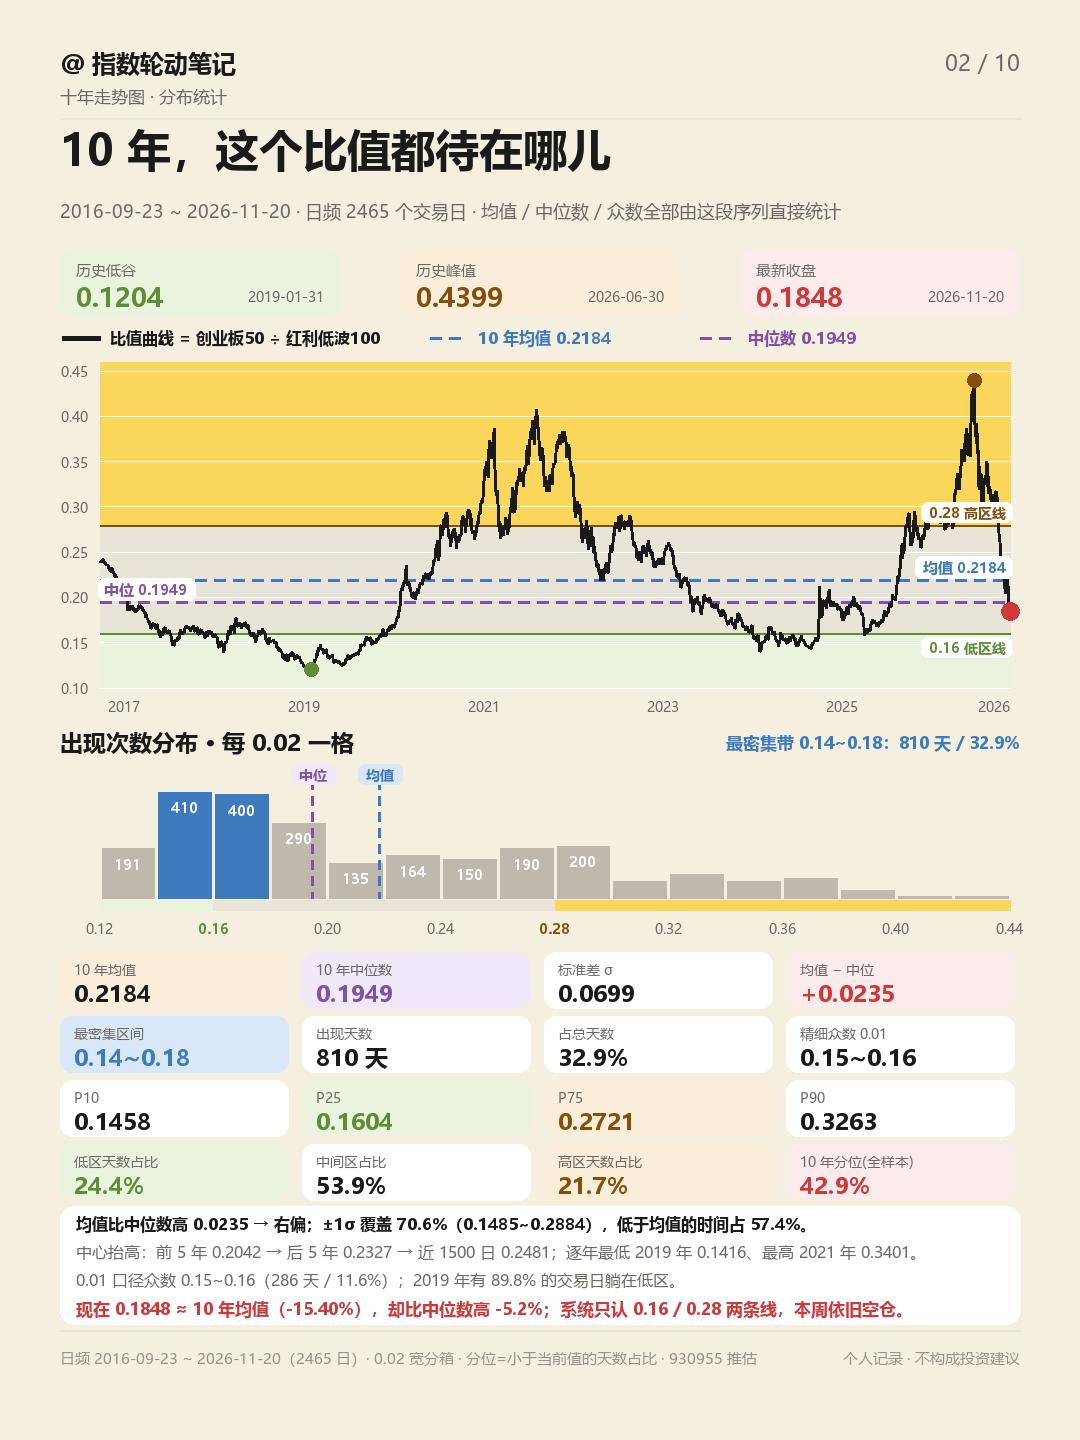 @ 指数轮动笔记
02 / 10
十年走势图 · 分布统计
10 年，这个比值都待在哪儿
2016-09-23 ~ 2026-11-20 · 日频 2465 个交易日 · 均值 / 中位数 / 众数全部由这段序列直接统计
历史低谷
0.1204
2019-01-31
历史峰值
0.4399
2026-06-30
最新收盘
0.1848
2026-11-20
比值曲线 = 创业板50 ÷ 红利低波100
10 年均值 0.2184
中位数 0.1949
0.45
0.40
0.35
0.30
0.25
0.20
0.15
0.10
0.28 高区线
均值 0.2184
中位 0.1949
0.16 低区线
2017
2019
2021
2023
2025
2026
出现次数分布 • 每 0.02 一格
最密集带 0.14~0.18：810 天 / 32.9%
中位
均值
191
410
400
290
135
164
150
190
200
0.12
0.16
0.20
0.24
0.28
0.32
0.36
0.40
0.44
10 年均值
0.2184
10 年中位数
0.1949
标准差 σ
0.0699
均值 − 中位
+0.0235
最密集区间
0.14~0.18
出现天数
810 天
占总天数
32.9%
精细众数 0.01
0.15~0.16
P10
0.1458
P25
0.1604
P75
0.2721
P90
0.3263
低区天数占比
24.4%
中间区占比
53.9%
高区天数占比
21.7%
10 年分位(全样本)
42.9%
均值比中位数高 0.0235 → 右偏；±1σ 覆盖 70.6%（0.1485~0.2884），低于均值的时间占 57.4%。
中心抬高：前 5 年 0.2042 → 后 5 年 0.2327 → 近 1500 日 0.2481；逐年最低 2019 年 0.1416、最高 2021 年 0.3401。
0.01 口径众数 0.15~0.16（286 天 / 11.6%）；2019 年有 89.8% 的交易日躺在低区。
现在 0.1848 ≈ 10 年均值（-15.40%），却比中位数高 -5.2%；系统只认 0.16 / 0.28 两条线，本周依旧空仓。
日频 2016-09-23 ~ 2026-11-20（2465 日）· 0.02 宽分箱 · 分位=小于当前值的天数占比 · 930955 推估
个人记录 · 不构成投资建议